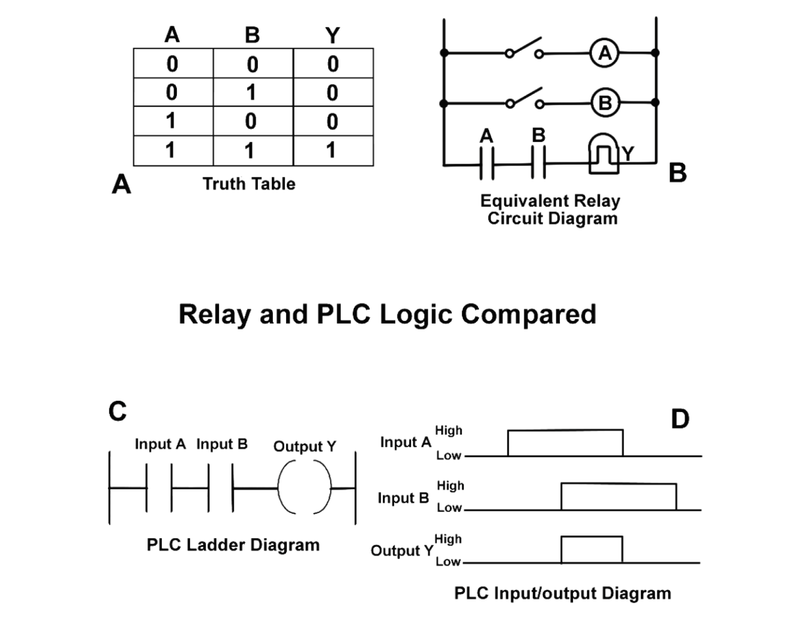 A B Y
0 0 0
0 1 0
1 0 0
1 1 1
A
Truth Table
A
B
A B
Y
B
Equivalent Relay
Circuit Diagram
Relay and PLC Logic Compared
C
Input A Input B Output Y
PLC Ladder Diagram
D
High
Input A
Low
High
Input B
Low
High
Output Y
Low
PLC Input/output Diagram